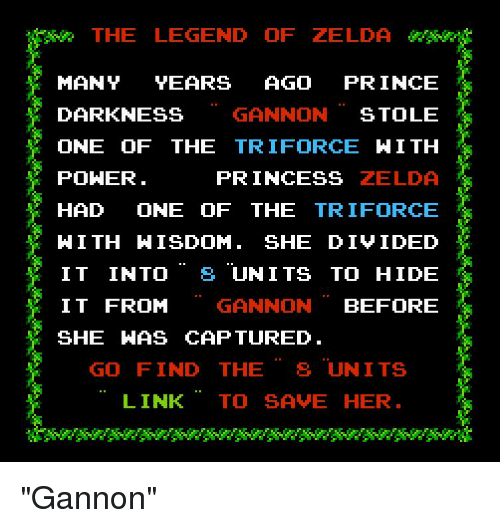 THE LEGEND OF ZELDA
MANY YEARS AGO PRINCE
DARKNESS "GANNON" STOLE
ONE OF THE TRIFORCE WITH
POWER. PRINCESS ZELDA
HAD ONE OF THE TRIFORCE
WITH WISDOM. SHE DIVIDED
IT INTO "8"UNITS TO HIDE
IT FROM "GANNON" BEFORE
SHE WAS CAPTURED.
GO FIND THE "8"UNITS
"LINK" TO SAVE HER.
"Gannon"